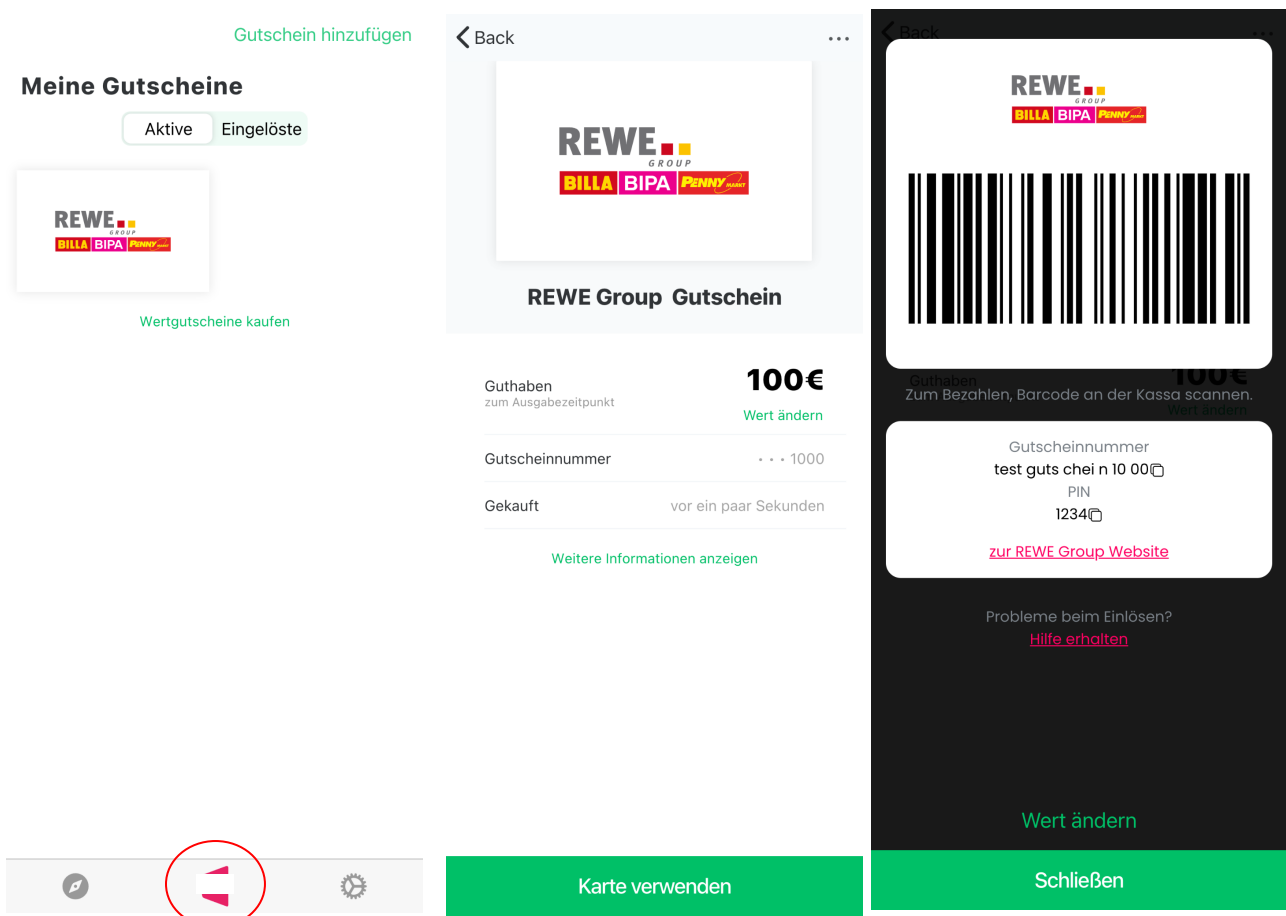 Gutschein hinzufügen
Meine Gutscheine
Aktive Eingelöste
REWE
GROUP
BILLA BIPA PENNY MARKT
Wertgutscheine kaufen
Back
REWE
GROUP
BILLA BIPA PENNY MARKT
REWE Group Gutschein
Guthaben
zum Ausgabezeitpunkt
100€
Wert ändern
Gutscheinnummer • • • 1000
Gekauft vor ein paar Sekunden
Weitere Informationen anzeigen
Karte verwenden
Back
REWE
GROUP
BILLA BIPA PENNY MARKT
Guthaben 100€
Zum Bezahlen, Barcode an der Kassa scannen.
Wert ändern
Gutscheinnummer
test guts chei n 10 00
PIN
1234
zur REWE Group Website
Probleme beim Einlösen?
Hilfe erhalten
Wert ändern
Schließen